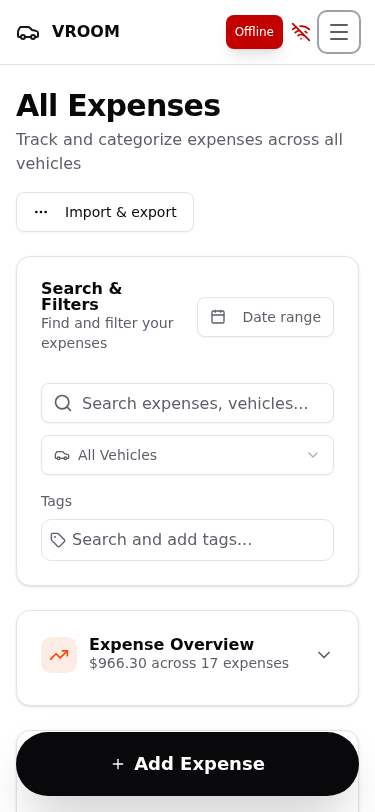 VROOM
Offline
All Expenses
Track and categorize expenses across all
vehicles
Import & export
Search &
Filters
Find and filter your
expenses
Date range
Search expenses, vehicles...
All Vehicles
Tags
Search and add tags...
Expense Overview
$966.30 across 17 expenses
+ Add Expense